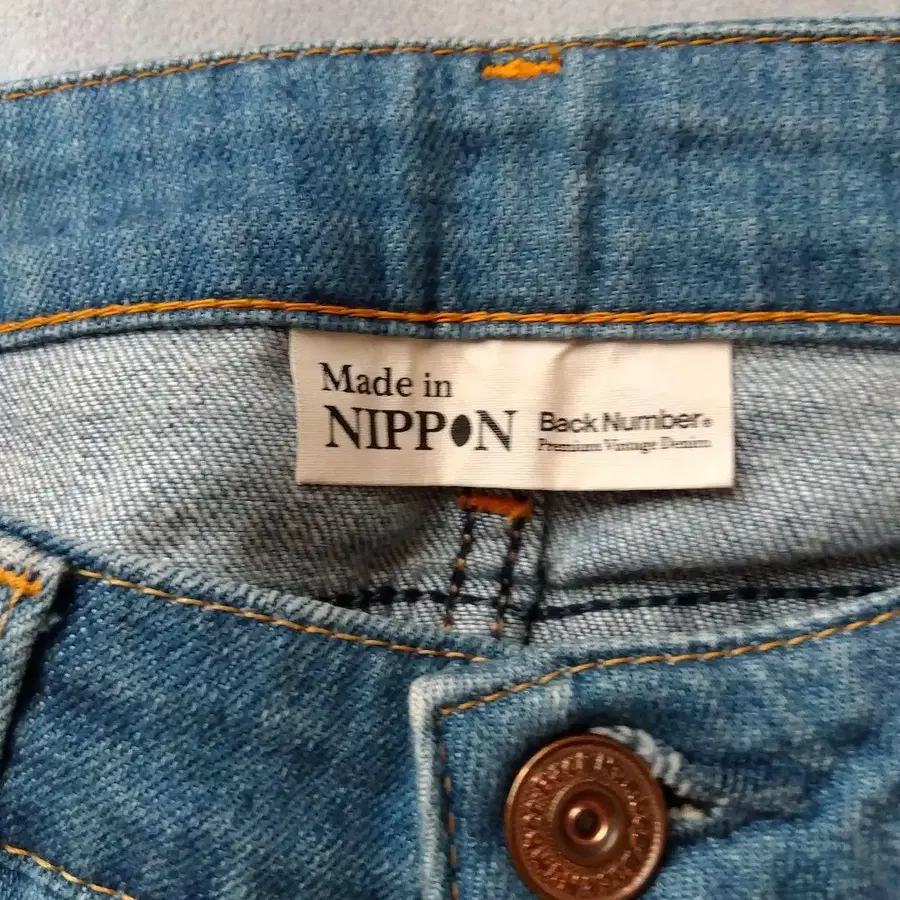 Made in
NIPPON
Back Number®
Premium Vintage Denim